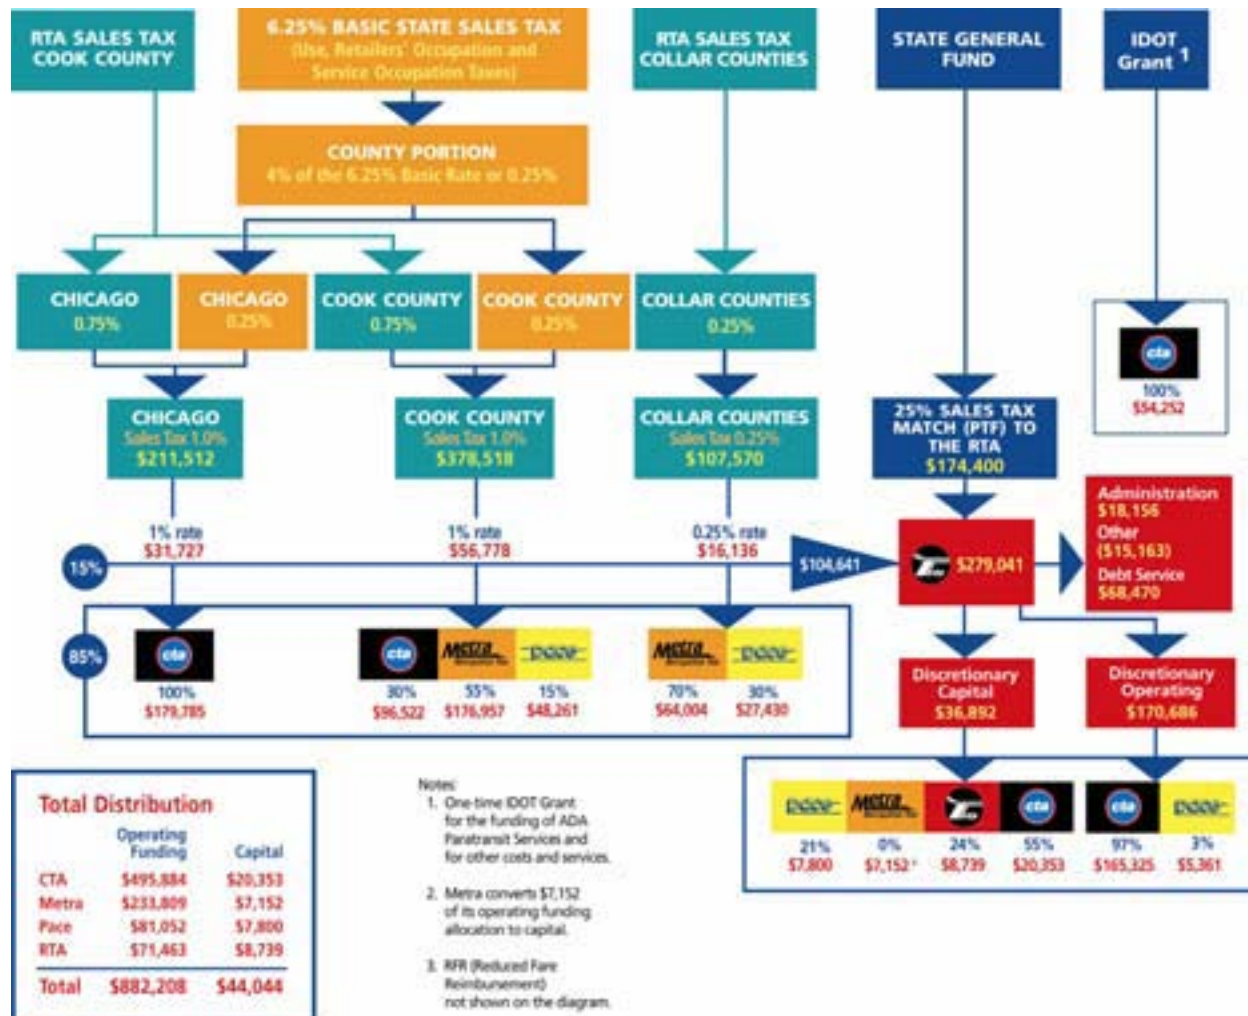 RTA SALES TAX
COOK COUNTY
6.25% BASIC STATE SALES TAX
(Use, Retailers' Occupation and
Service Occupation Taxes)
RTA SALES TAX
COLLAR COUNTIES
STATE GENERAL
FUND
IDOT
Grant 1
COUNTY PORTION
4% of the 6.25% Basic Rate or 0.25%
CHICAGO
0.75%
CHICAGO
0.25%
COOK COUNTY
0.75%
COOK COUNTY
0.25%
COLLAR COUNTIES
0.25%
cta
100%
$54,252
CHICAGO
Sales Tax 1.0%
$211,512
COOK COUNTY
Sales Tax 1.0%
$378,518
COLLAR COUNTIES
Sales Tax 0.25%
$107,570
25% SALES TAX
MATCH (PTF) TO
THE RTA
$174,400
1% rate
$31,727
1% rate
$56,778
0.25% rate
$16,136
15%
$104,641
$279,041
Administration
$18,156
Other
($15,163)
Debt Service
$68,470
85%
cta
100%
$179,785
cta
30%
$96,522
Metra
55%
$176,957
pace
15%
$48,261
Metra
70%
$64,004
pace
30%
$27,430
Discretionary
Capital
$36,892
Discretionary
Operating
$170,686
pace
21%
$7,800
Metra
0%
$7,152
24%
$8,739
cta
55%
$20,353
cta
97%
$165,325
pace
3%
$5,361
Total Distribution
Operating
Funding Capital
CTA $495,884 $20,353
Metra $233,809 $7,152
Pace $81,052 $7,800
RTA $71,463 $8,739
Total $882,208 $44,044
Notes:
1. One-time IDOT Grant
for the funding of ADA
Paratransit Services and
for other costs and services.
2. Metra converts $7,152
of its operating funding
allocation to capital.
3. RFR (Reduced Fare
Reimbursement)
not shown on the diagram.